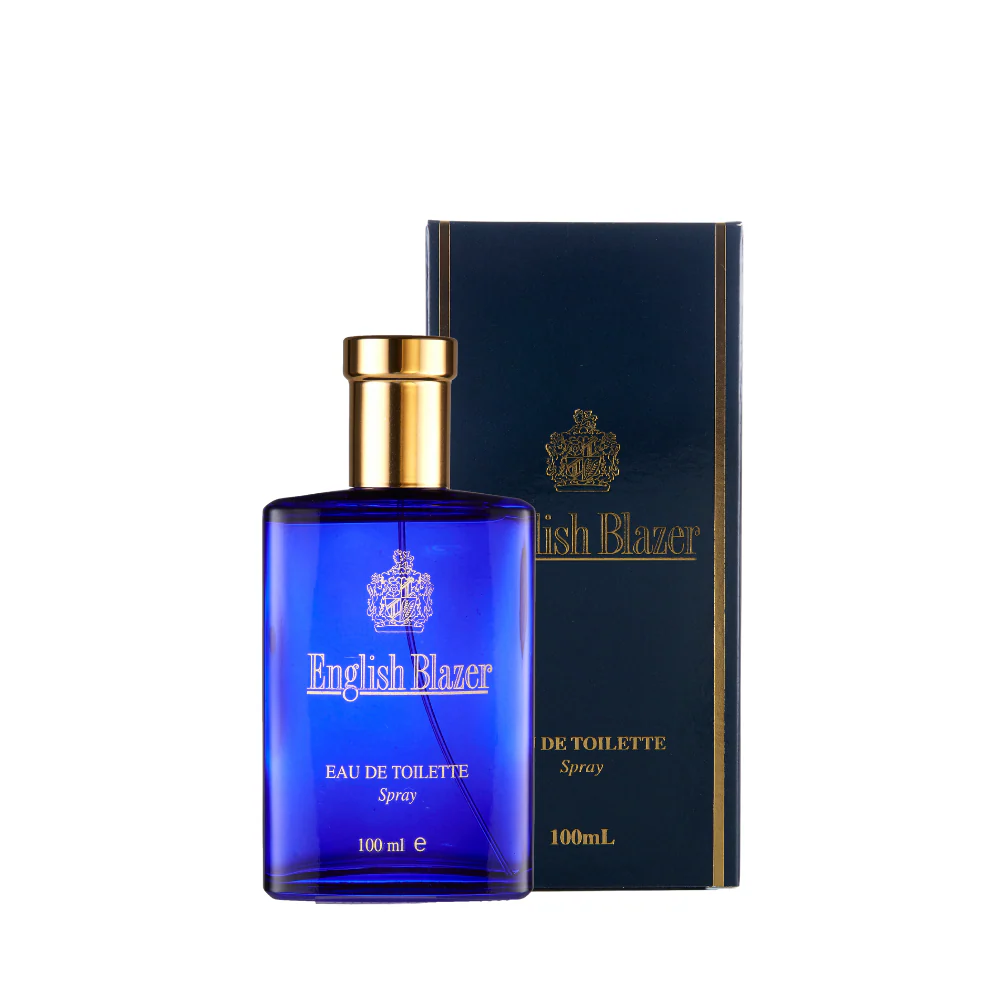 English Blazer
EAU DE TOILETTE
Spray
100 ml e
lish Blazer
DE TOILETTE
Spray
100mL